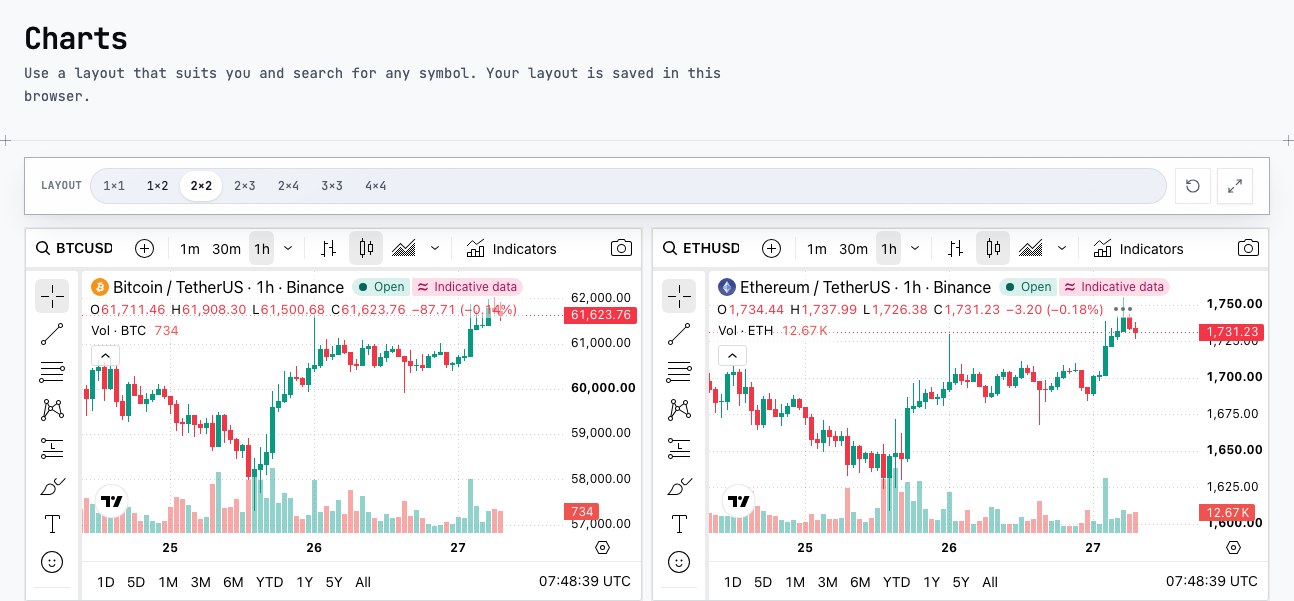 Charts
Use a layout that suits you and search for any symbol. Your layout is saved in this
browser.
LAYOUT 1×1 1×2 2×2 2×3 2×4 3×3 4×4
BTCUSD 1m 30m 1h Indicators
Bitcoin / TetherUS · 1h · Binance Open Indicative data
O61,711.46 H61,908.30 L61,500.68 C61,623.76 −87.71 (−0.14%)
Vol · BTC 734
62,000.00
61,623.76
61,000.00
60,000.00
59,000.00
58,000.00
734
57,000.00
25 26 27
1D 5D 1M 3M 6M YTD 1Y 5Y All 07:48:39 UTC
ETHUSD 1m 30m 1h Indicators
Ethereum / TetherUS · 1h · Binance Open Indicative data
O1,734.44 H1,737.99 L1,726.38 C1,731.23 −3.20 (−0.18%)
Vol · ETH 12.67 K
1,750.00
1,731.23
1,725.00
1,700.00
1,675.00
1,650.00
1,625.00
12.67 K
1,600.00
25 26 27
1D 5D 1M 3M 6M YTD 1Y 5Y All 07:48:39 UTC